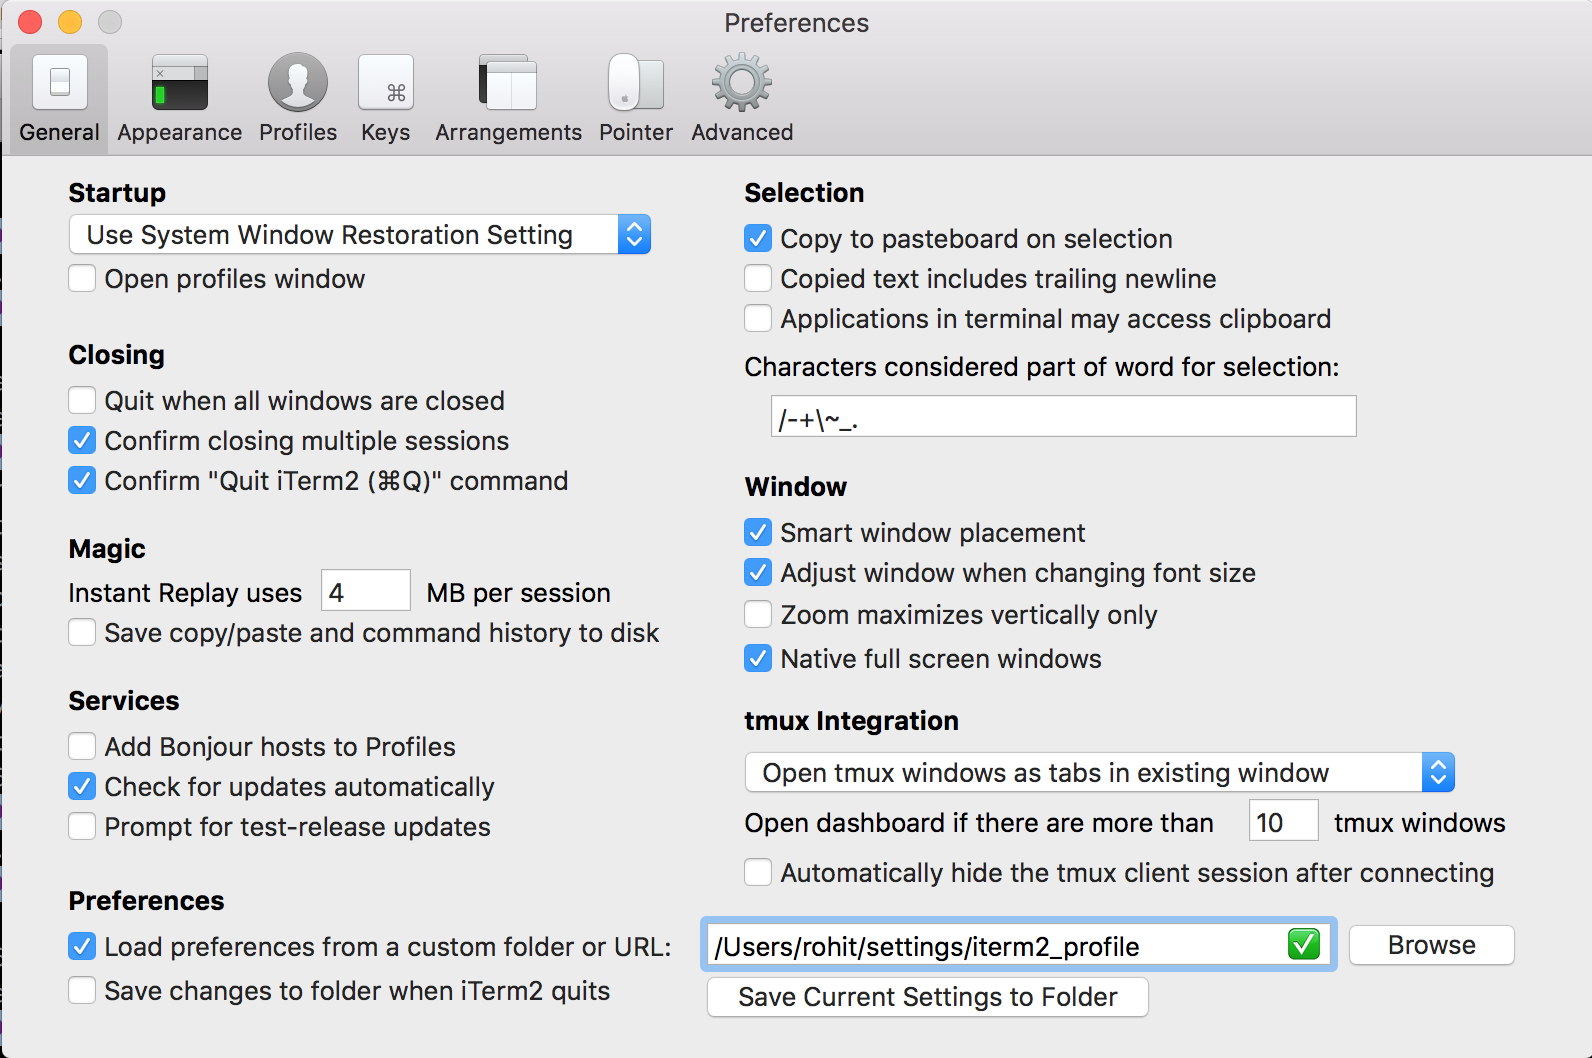 Preferences
General Appearance Profiles Keys Arrangements Pointer Advanced
Startup
Use System Window Restoration Setting
Open profiles window
Closing
Quit when all windows are closed
Confirm closing multiple sessions
Confirm "Quit iTerm2 (⌘Q)" command
Magic
Instant Replay uses 4 MB per session
Save copy/paste and command history to disk
Services
Add Bonjour hosts to Profiles
Check for updates automatically
Prompt for test-release updates
Selection
Copy to pasteboard on selection
Copied text includes trailing newline
Applications in terminal may access clipboard
Characters considered part of word for selection:
/-+\~_.
Window
Smart window placement
Adjust window when changing font size
Zoom maximizes vertically only
Native full screen windows
tmux Integration
Open tmux windows as tabs in existing window
Open dashboard if there are more than 10 tmux windows
Automatically hide the tmux client session after connecting
Preferences
Load preferences from a custom folder or URL: /Users/rohit/settings/iterm2_profile Browse
Save changes to folder when iTerm2 quits Save Current Settings to Folder